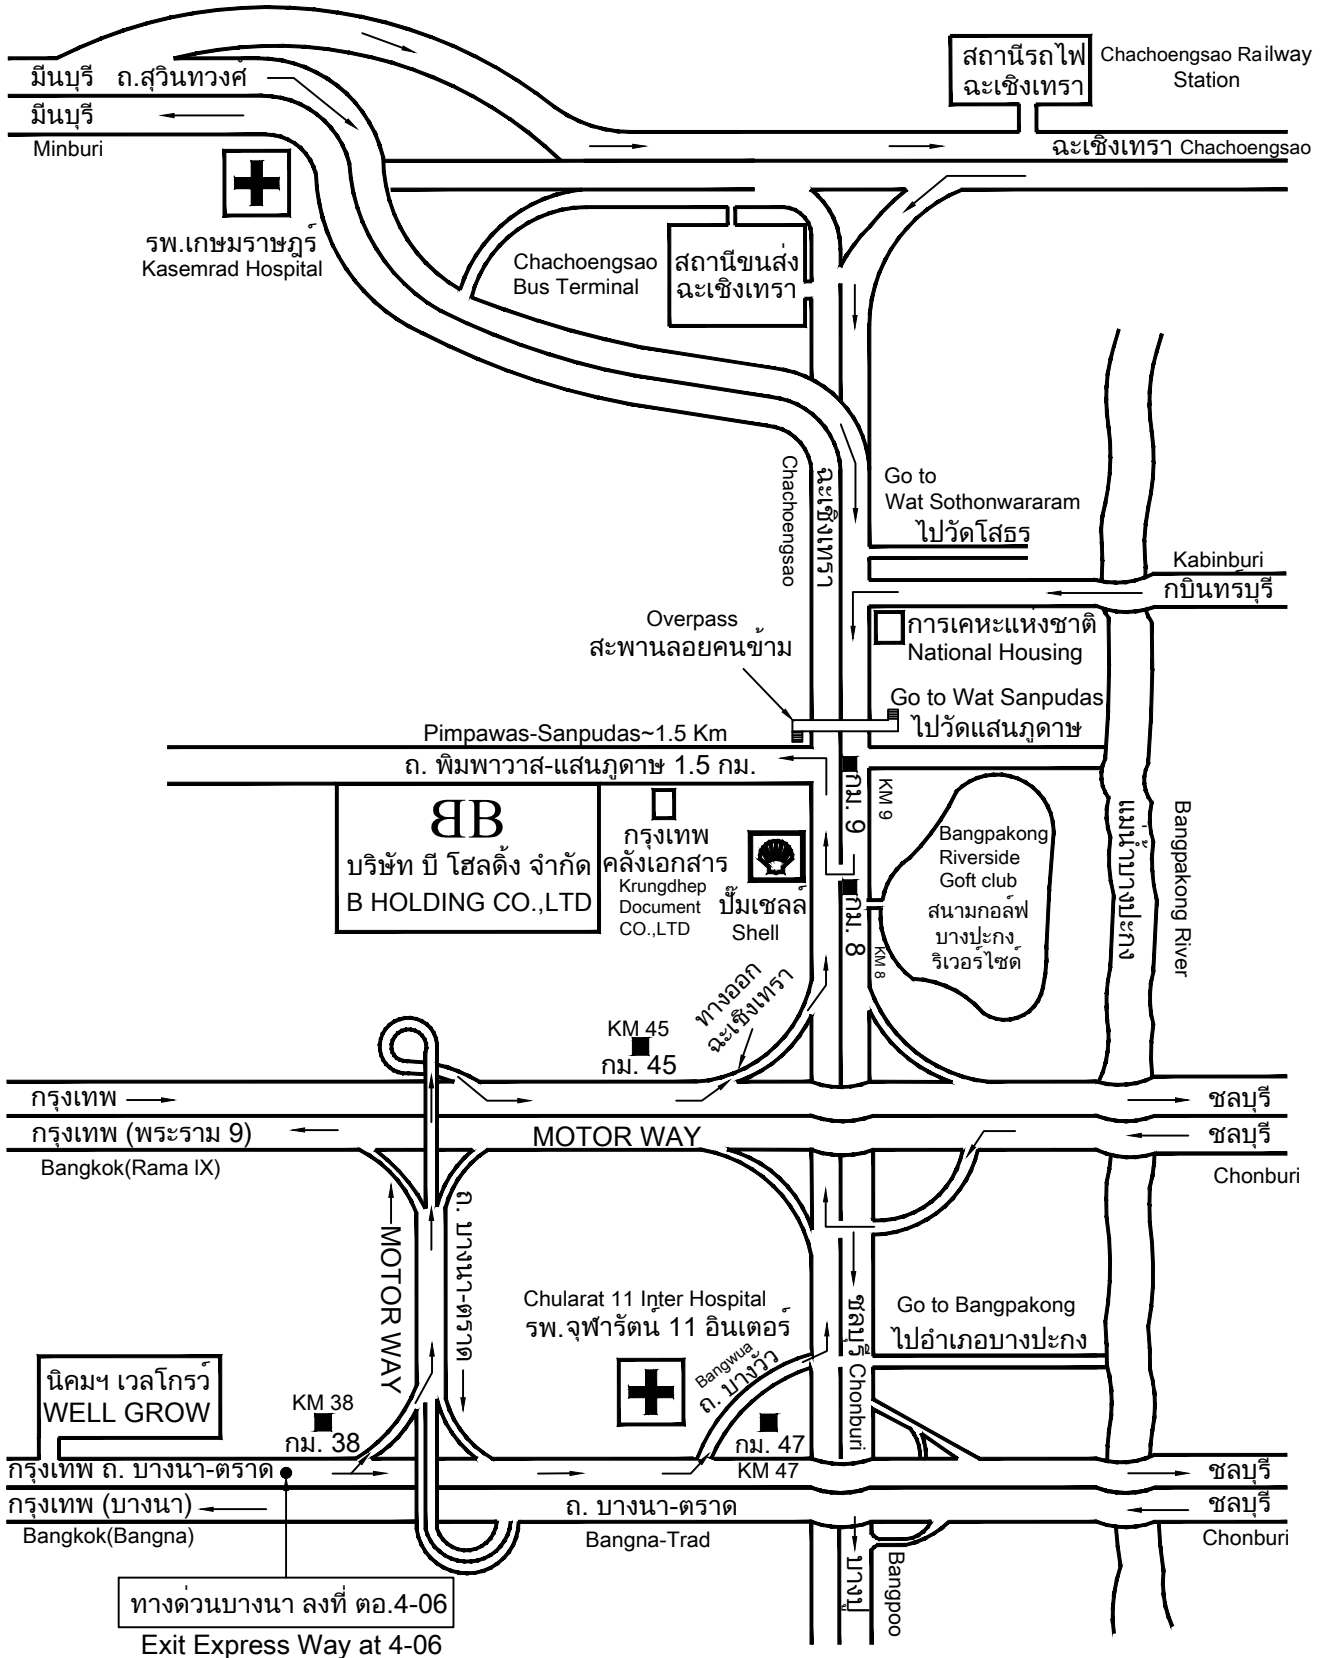 สถานีรถไฟ
ฉะเชิงเทรา
Chachoengsao Railway
Station
มีนบุรี ถ.สุวินทวงศ์
มีนบุรี
Minburi
ฉะเชิงเทรา Chachoengsao
รพ.เกษมราษฎร์
Kasemrad Hospital
Chachoengsao
Bus Terminal
สถานีขนส่ง
ฉะเชิงเทรา
ฉะเชิงเทรา
Chachoengsao
Go to
Wat Sothonwararam
ไปวัดโสธร
Kabinburi
กบินทร์บุรี
Overpass
สะพานลอยคนข้าม
การเคหะแห่งชาติ
National Housing
Go to Wat Sanpudas
ไปวัดแสนภูดาษ
Pimpawas-Sanpudas~1.5 Km
ถ. พิมพาวาส-แสนภูดาษ 1.5 กม.
BB
บริษัท บี โฮลดิ้ง จำกัด
B HOLDING CO.,LTD
กรุงเทพ
คลังเอกสาร
Krungdhep
Document
CO.,LTD
ปั๊มเชลล์
Shell
กม. 9
KM 9
กม. 8
KM 8
Bangpakong
Riverside
Goft club
สนามกอล์ฟ
บางปะกง
ริเวอร์ไซด์
แม่น้ำบางปะกง
Bangpakong River
ทางออก
ฉะเชิงเทรา
KM 45
กม. 45
กรุงเทพ
ชลบุรี
กรุงเทพ (พระราม 9)
MOTOR WAY
ชลบุรี
Bangkok(Rama IX)
Chonburi
MOTOR WAY
ถ. บางนา-ตราด
Chularat 11 Inter Hospital
รพ.จุฬารัตน์ 11 อินเตอร์
Bangwua
ถ. บางวัว
ชลบุรี Chonburi
Go to Bangpakong
ไปอำเภอบางปะกง
นิคมฯ เวลโกรว์
WELL GROW
KM 38
กม. 38
กม. 47
KM 47
กรุงเทพ ถ. บางนา-ตราด
ชลบุรี
กรุงเทพ (บางนา)
ถ. บางนา-ตราด
ชลบุรี
Bangkok(Bangna)
Bangna-Trad
Chonburi
บางปู
Bangpoo
ทางด่วนบางนา ลงที่ ตอ.4-06
Exit Express Way at 4-06